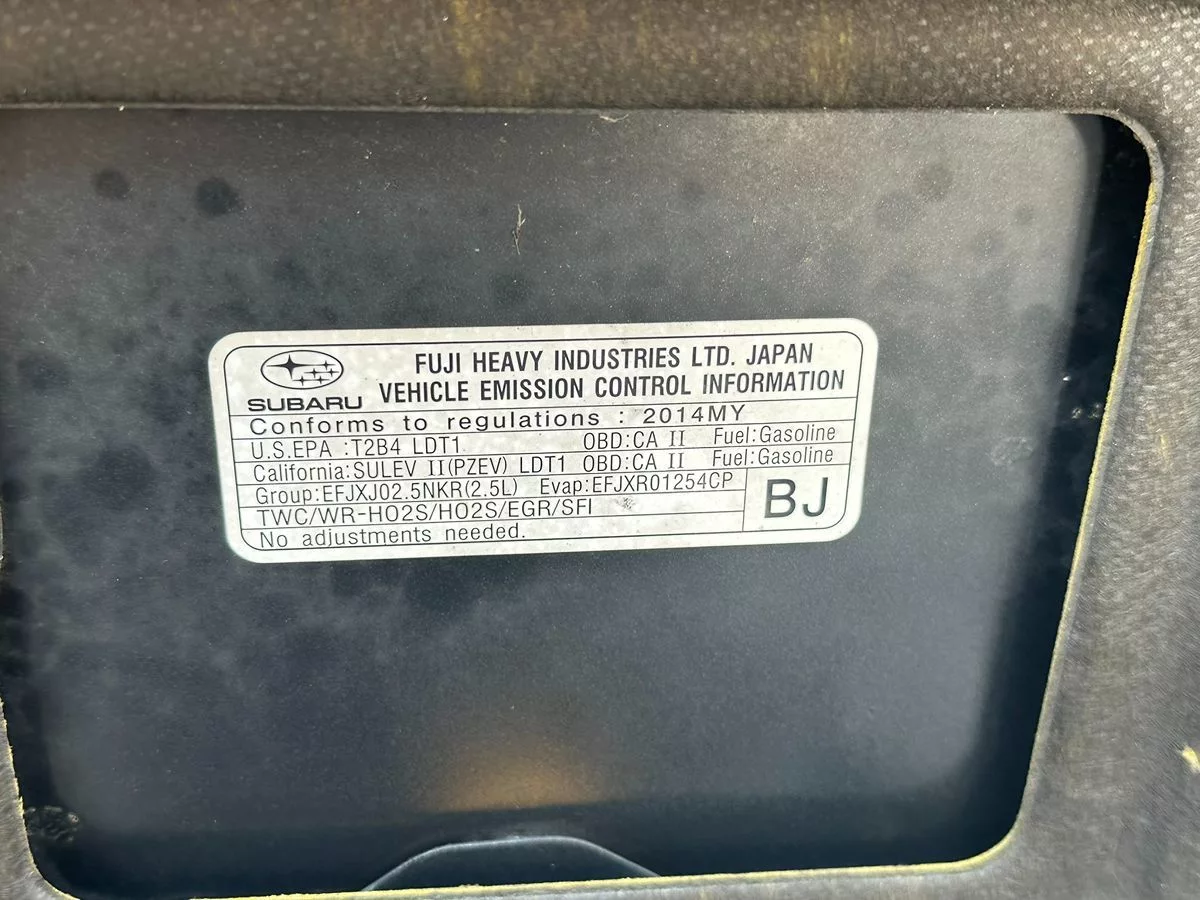 SUBARU
FUJI HEAVY INDUSTRIES LTD. JAPAN
VEHICLE EMISSION CONTROL INFORMATION
Conforms to regulations : 2014MY
U.S.EPA :T2B4 LDT1 OBD:CA II Fuel:Gasoline
California:SULEV II(PZEV) LDT1 OBD:CA II Fuel:Gasoline
Group:EFJXJ02.5NKR(2.5L) Evap:EFJXR01254CP
TWC/WR-HO2S/HO2S/EGR/SFI
BJ
No adjustments needed.